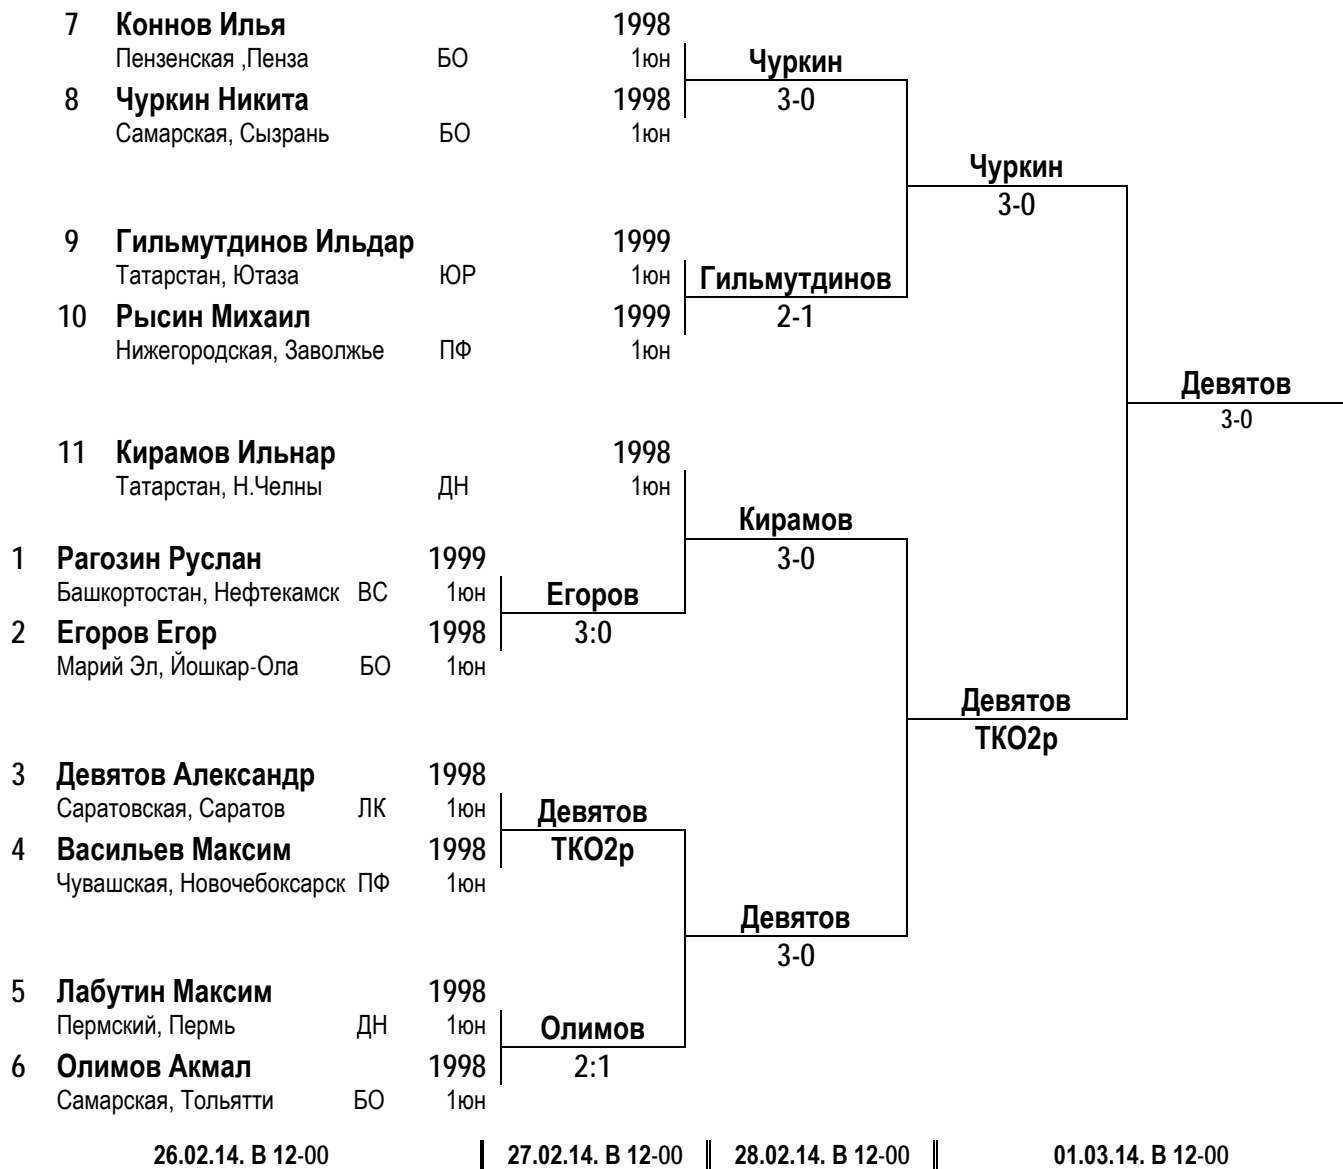 7 Коннов Илья 1998
Пензенская ,Пенза БО 1юн
Чуркин
8 Чуркин Никита 1998 3-0
Самарская, Сызрань БО 1юн
Чуркин
3-0
9 Гильмутдинов Ильдар 1999
Татарстан, Ютаза ЮР 1юн
Гильмутдинов
10 Рысин Михаил 1999 2-1
Нижегородская, Заволжье ПФ 1юн
Девятов
3-0
11 Кирамов Ильнар 1998
Татарстан, Н.Челны ДН 1юн
Кирамов
1 Рагозин Руслан 1999 3-0
Башкортостан, Нефтекамск ВС 1юн Егоров
2 Егоров Егор 1998 3:0
Марий Эл, Йошкар-Ола БО 1юн
Девятов
ТКО2р
3 Девятов Александр 1998
Саратовская, Саратов ЛК 1юн Девятов
4 Васильев Максим 1998 ТКО2р
Чувашская, Новочебоксарск ПФ 1юн
Девятов
3-0
5 Лабутин Максим 1998
Пермский, Пермь ДН 1юн Олимов
6 Олимов Акмал 1998 2:1
Самарская, Тольятти БО 1юн
26.02.14. В 12-00 27.02.14. В 12-00 28.02.14. В 12-00 01.03.14. В 12-00